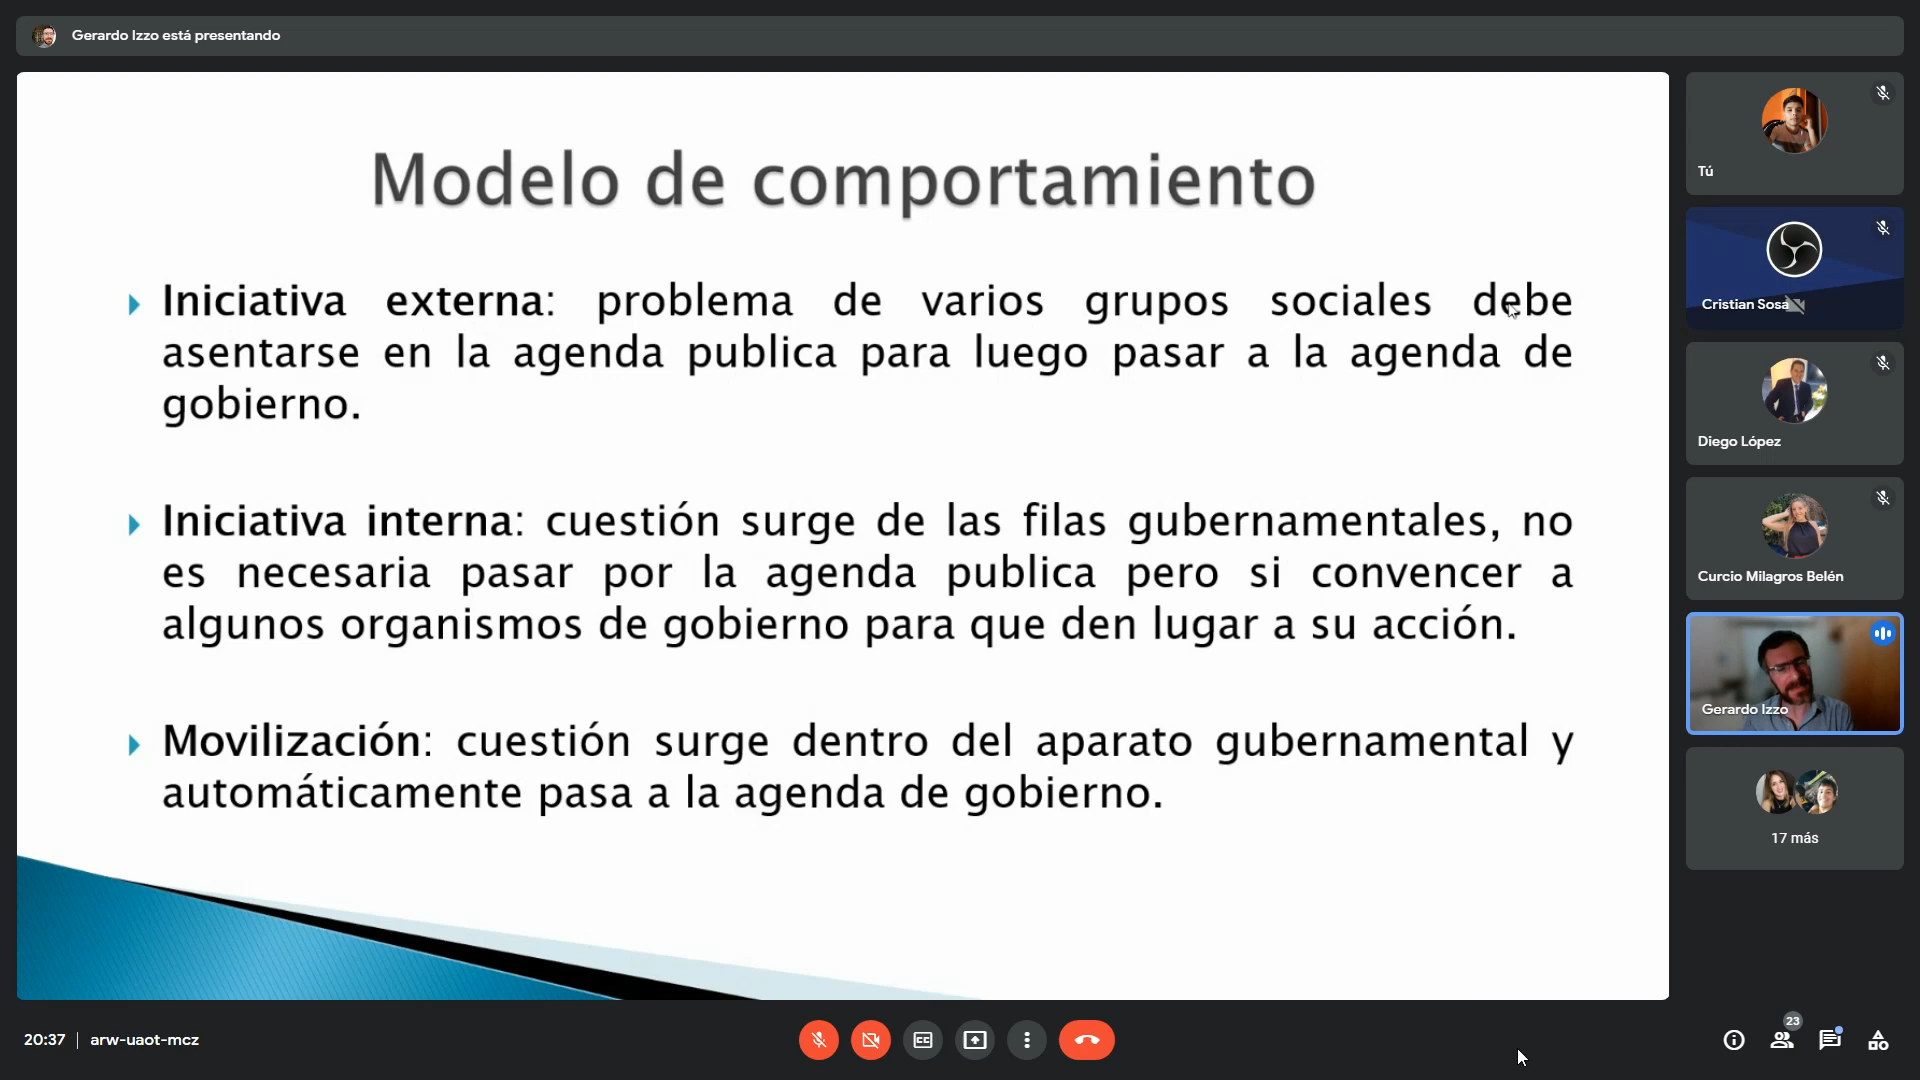 Gerardo Izzo está presentando
Modelo de comportamiento
Iniciativa externa: problema de varios grupos sociales debe
asentarse en la agenda publica para luego pasar a la agenda de
gobierno.
Iniciativa interna: cuestión surge de las filas gubernamentales, no
es necesaria pasar por la agenda publica pero si convencer a
algunos organismos de gobierno para que den lugar a su acción.
Movilización: cuestión surge dentro del aparato gubernamental y
automáticamente pasa a la agenda de gobierno.
Tú
Cristian Sosa
Diego López
Curcio Milagros Belén
Gerardo Izzo
17 más
20:37 | arw-uaot-mcz
CC
23